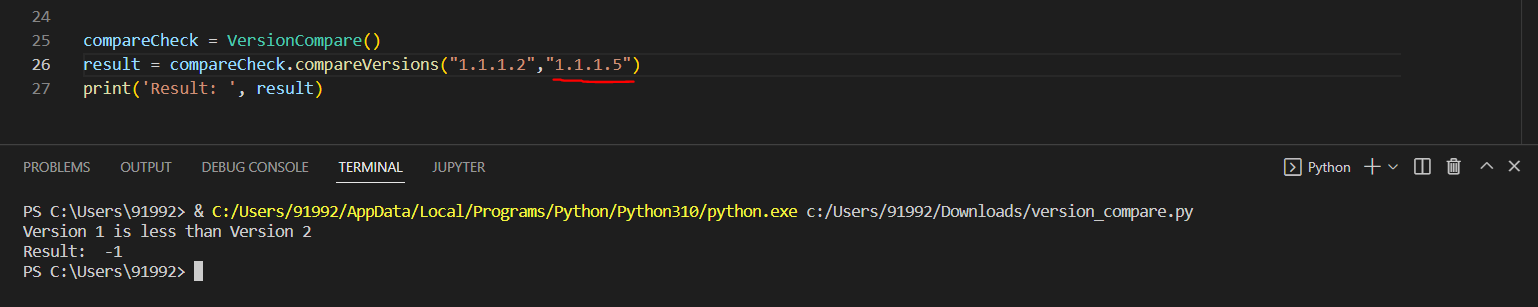 24
25 compareCheck = VersionCompare()
26 result = compareCheck.compareVersions("1.1.1.2","1.1.1.5")
27 print('Result: ', result)
PROBLEMS OUTPUT DEBUG CONSOLE TERMINAL JUPYTER Python
PS C:\Users\91992> & C:/Users/91992/AppData/Local/Programs/Python/Python310/python.exe c:/Users/91992/Downloads/version_compare.py
Version 1 is less than Version 2
Result:  -1
PS C:\Users\91992>